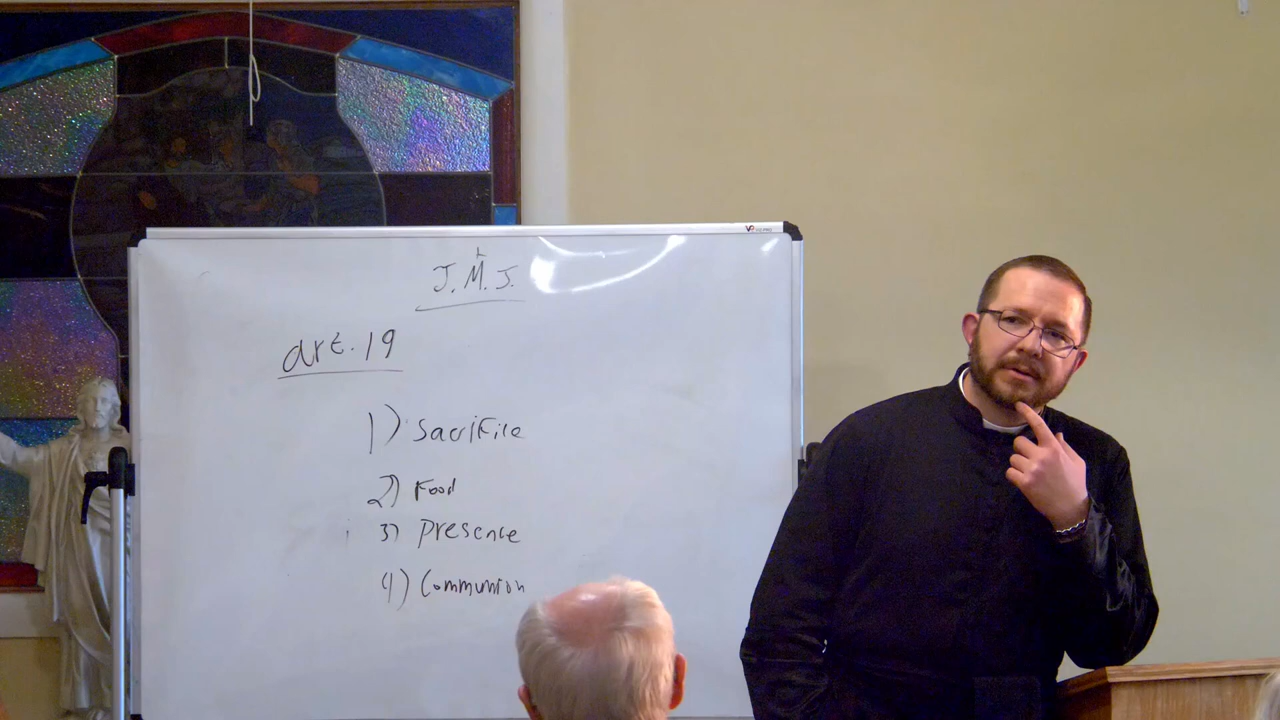 J.M.J.
art. 19
1) Sacrifice
2) Food
3) Presence
4) Communion